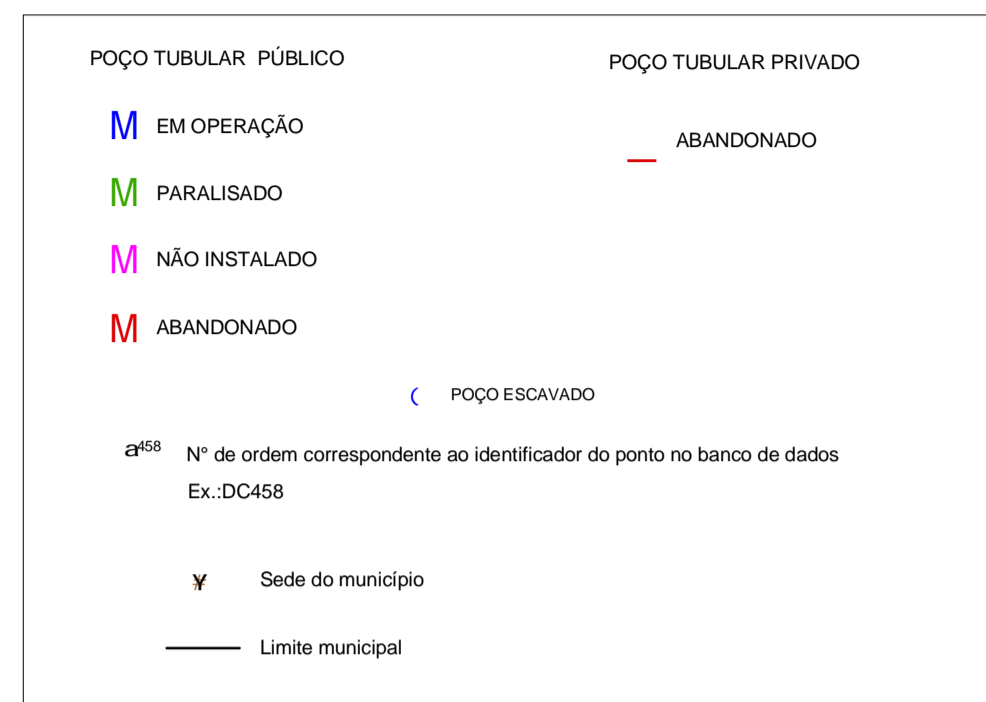 POÇO TUBULAR PÚBLICO
POÇO TUBULAR PRIVADO
M EM OPERAÇÃO
_ ABANDONADO
M PARALISADO
M NÃO INSTALADO
M ABANDONADO
( POÇO ESCAVADO
a458 N° de ordem correspondente ao identificador do ponto no banco de dados
Ex.:DC458
¥ Sede do município
Limite municipal